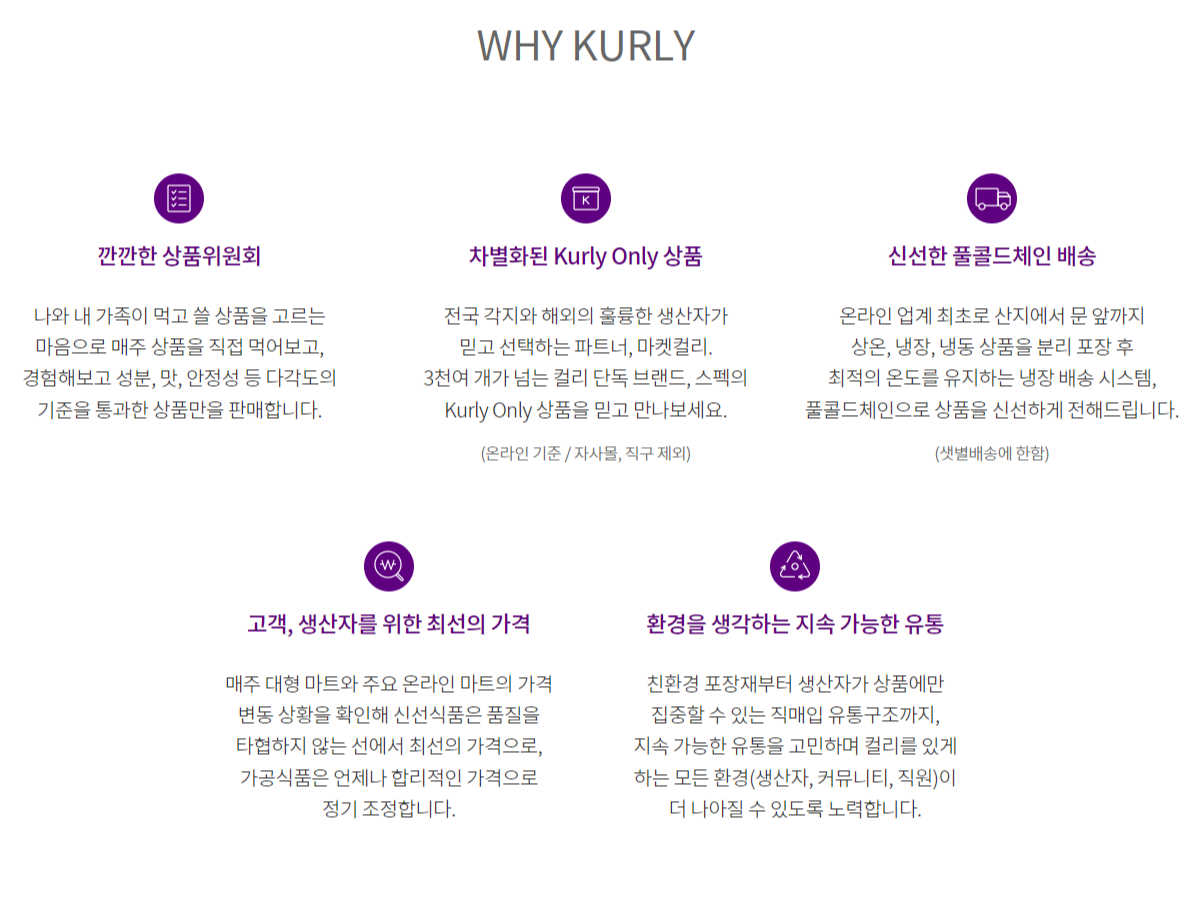 WHY KURLY
깐깐한 상품위원회
나와 내 가족이 먹고 쓸 상품을 고르는
마음으로 매주 상품을 직접 먹어보고,
경험해보고 성분, 맛, 안정성 등 다각도의
기준을 통과한 상품만을 판매합니다.
차별화된 Kurly Only 상품
전국 각지와 해외의 훌륭한 생산자가
믿고 선택하는 파트너, 마켓컬리.
3천여 개가 넘는 컬리 단독 브랜드, 스펙의
Kurly Only 상품을 믿고 만나보세요.
(온라인 기준 / 자사몰, 직구 제외)
신선한 풀콜드체인 배송
온라인 업계 최초로 산지에서 문 앞까지
상온, 냉장, 냉동 상품을 분리 포장 후
최적의 온도를 유지하는 냉장 배송 시스템,
풀콜드체인으로 상품을 신선하게 전해드립니다.
(샛별배송에 한함)
고객, 생산자를 위한 최선의 가격
매주 대형 마트와 주요 온라인 마트의 가격
변동 상황을 확인해 신선식품은 품질을
타협하지 않는 선에서 최선의 가격으로,
가공식품은 언제나 합리적인 가격으로
정기 조정합니다.
환경을 생각하는 지속 가능한 유통
친환경 포장재부터 생산자가 상품에만
집중할 수 있는 직매입 유통구조까지,
지속 가능한 유통을 고민하며 컬리를 있게
하는 모든 환경(생산자, 커뮤니티, 직원)이
더 나아질 수 있도록 노력합니다.